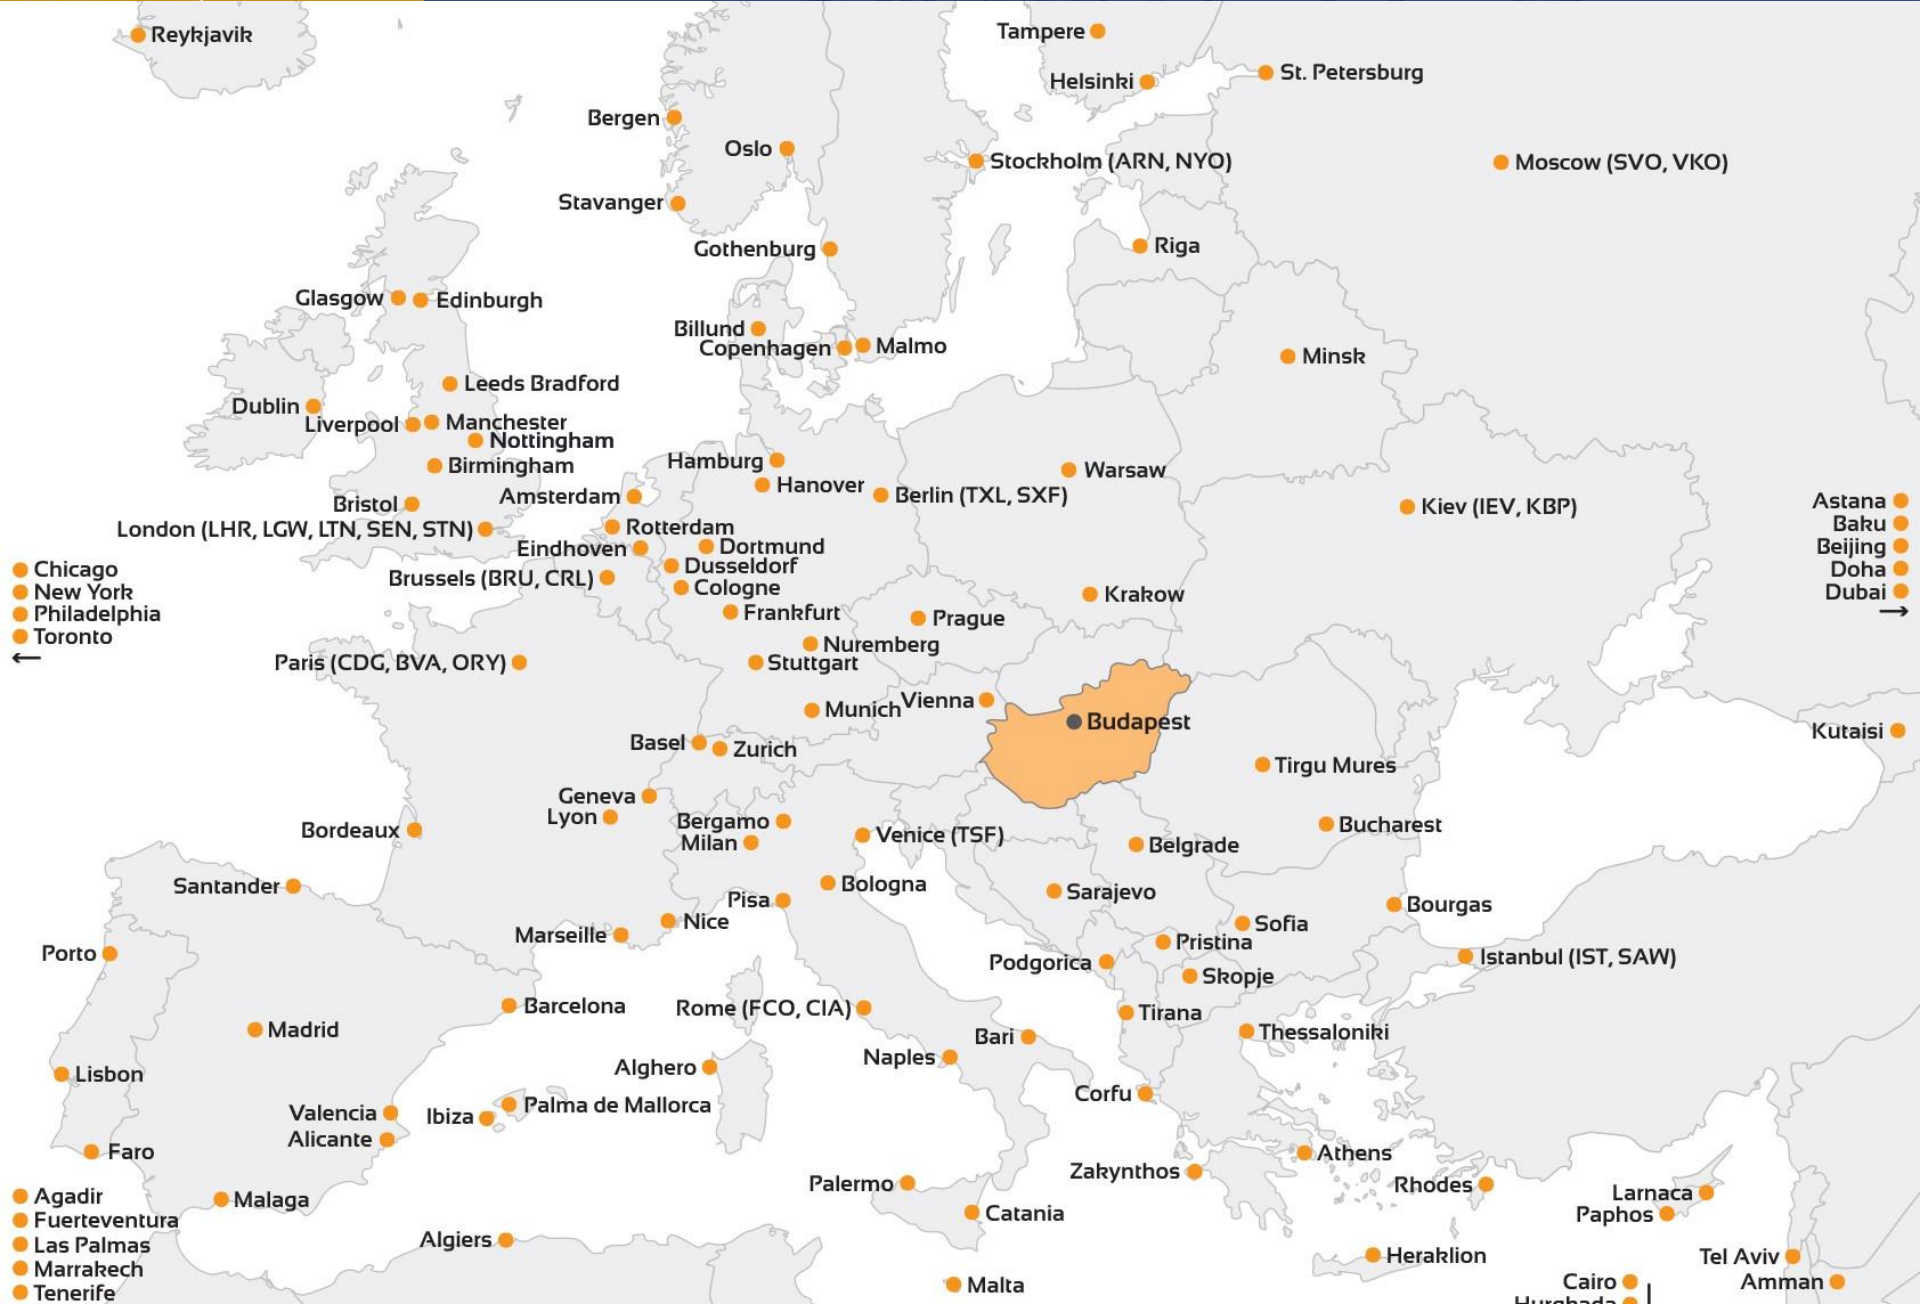 Reykjavik
Tampere
Helsinki
St. Petersburg
Bergen
Oslo
Stockholm (ARN, NYO)
Moscow (SVO, VKO)
Stavanger
Gothenburg
Riga
Glasgow
Edinburgh
Billund
Copenhagen
Malmo
Minsk
Leeds Bradford
Dublin
Liverpool
Manchester
Nottingham
Birmingham
Hamburg
Hanover
Warsaw
Bristol
Amsterdam
Berlin (TXL, SXF)
Kiev (IEV, KBP)
London (LHR, LGW, LTN, SEN, STN)
Rotterdam
Eindhoven
Dortmund
Dusseldorf
Brussels (BRU, CRL)
Cologne
Astana
Baku
Beijing
Doha
Dubai
Chicago
New York
Philadelphia
Toronto
Krakow
Frankfurt
Prague
Nuremberg
Paris (CDG, BVA, ORY)
Stuttgart
Munich
Vienna
Budapest
Kutaisi
Basel
Zurich
Tirgu Mures
Geneva
Lyon
Bergamo
Milan
Bordeaux
Venice (TSF)
Bucharest
Belgrade
Santander
Bologna
Sarajevo
Pisa
Bourgas
Nice
Sofia
Marseille
Pristina
Porto
Podgorica
Istanbul (IST, SAW)
Skopje
Barcelona
Rome (FCO, CIA)
Tirana
Madrid
Bari
Thessaloniki
Naples
Alghero
Lisbon
Corfu
Valencia
Ibiza
Palma de Mallorca
Alicante
Faro
Athens
Zakynthos
Palermo
Rhodes
Larnaca
Paphos
Malaga
Catania
Agadir
Fuerteventura
Las Palmas
Marrakech
Tenerife
Algiers
Heraklion
Tel Aviv
Malta
Cairo
Amman
Hurghada